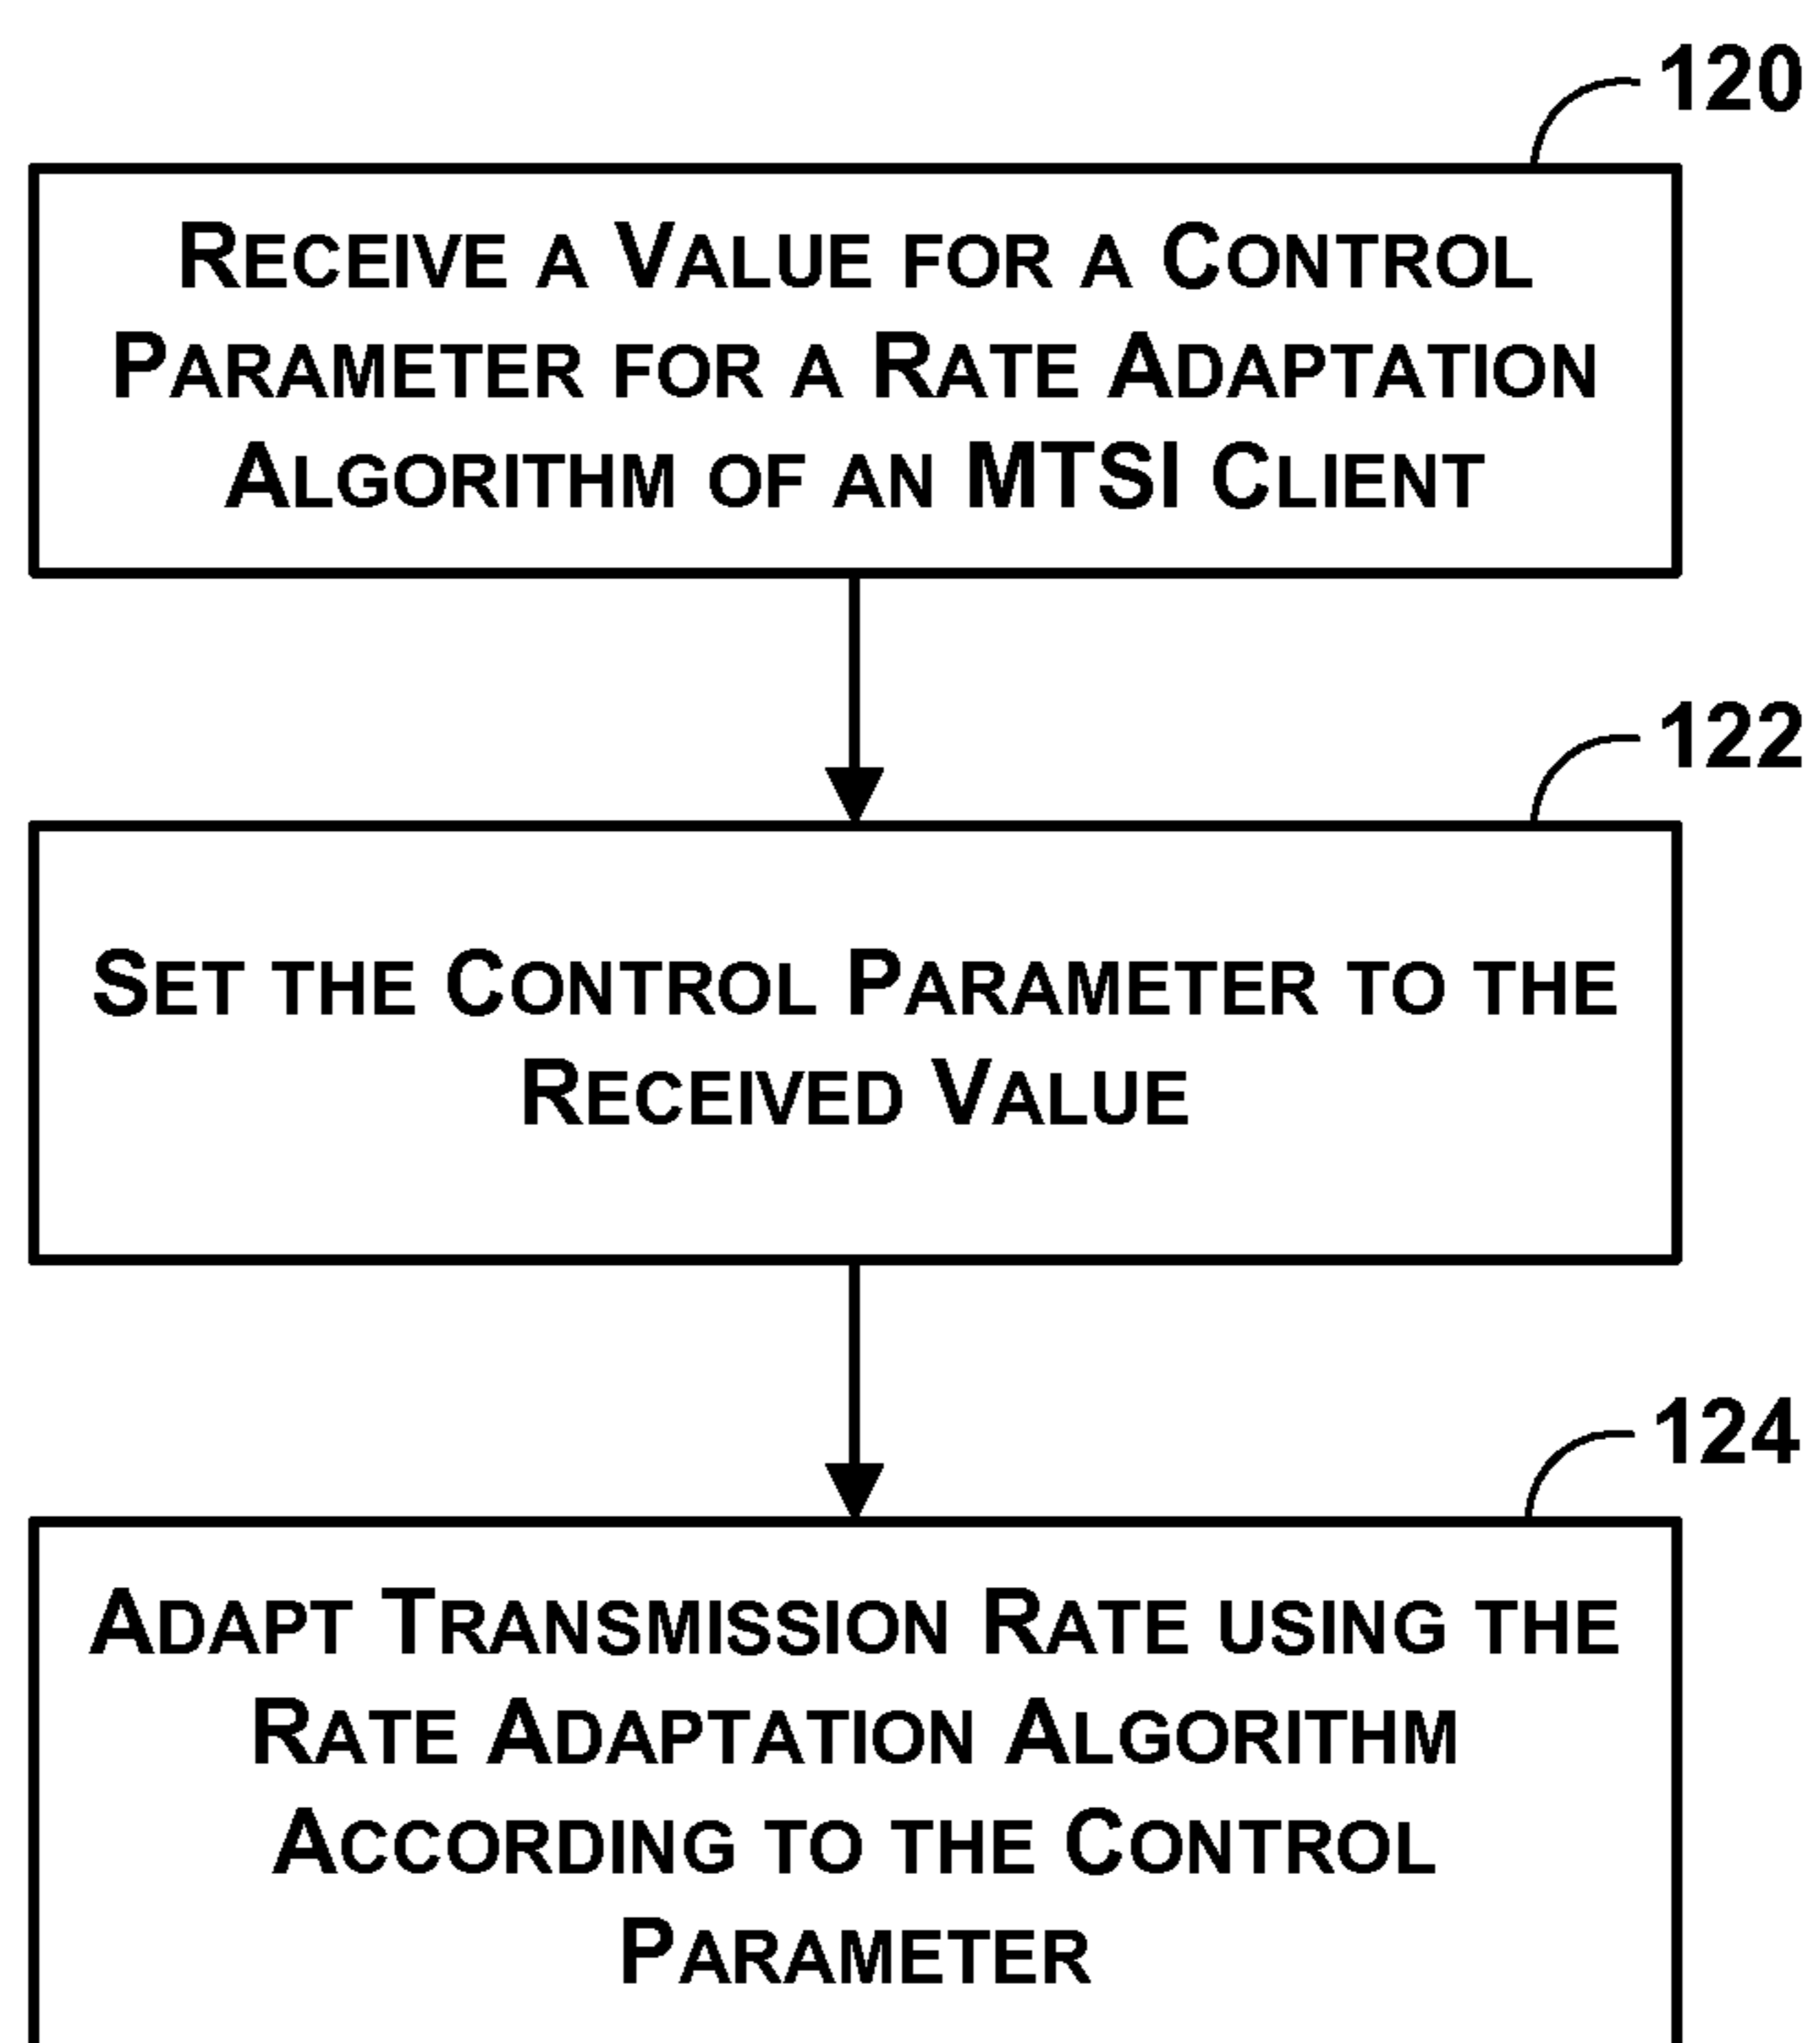 120
RECEIVE A VALUE FOR A CONTROL
PARAMETER FOR A RATE ADAPTATION
ALGORITHM OF AN MTSI CLIENT
122
SET THE CONTROL PARAMETER TO THE
RECEIVED VALUE
124
ADAPT TRANSMISSION RATE USING THE
RATE ADAPTATION ALGORITHM
ACCORDING TO THE CONTROL
PARAMETER